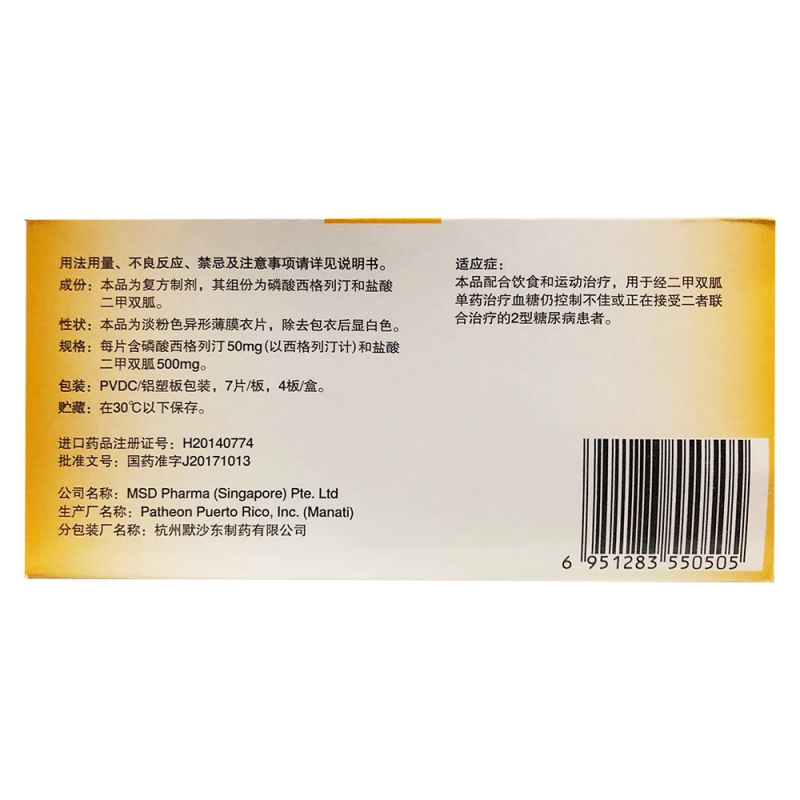 用法用量、不良反应、禁忌及注意事项请详见说明书。
成份：本品为复方制剂，其组份为磷酸西格列汀和盐酸
二甲双胍。
性状：本品为淡粉色异形薄膜衣片，除去包衣后显白色。
规格：每片含磷酸西格列汀50mg(以西格列汀计)和盐酸
二甲双胍500mg。
包装：PVDC/铝塑板包装，7片/板，4板/盒。
贮藏：在30℃以下保存。
进口药品注册证号：H20140774
批准文号：国药准字J20171013
公司名称：MSD Pharma (Singapore) Pte. Ltd
生产厂名称：Patheon Puerto Rico, Inc. (Manati)
分包装厂名称：杭州默沙东制药有限公司
适应症：
本品配合饮食和运动治疗，用于经二甲双胍
单药治疗血糖仍控制不佳或正在接受二者联
合治疗的2型糖尿病患者。
6 951283 550505